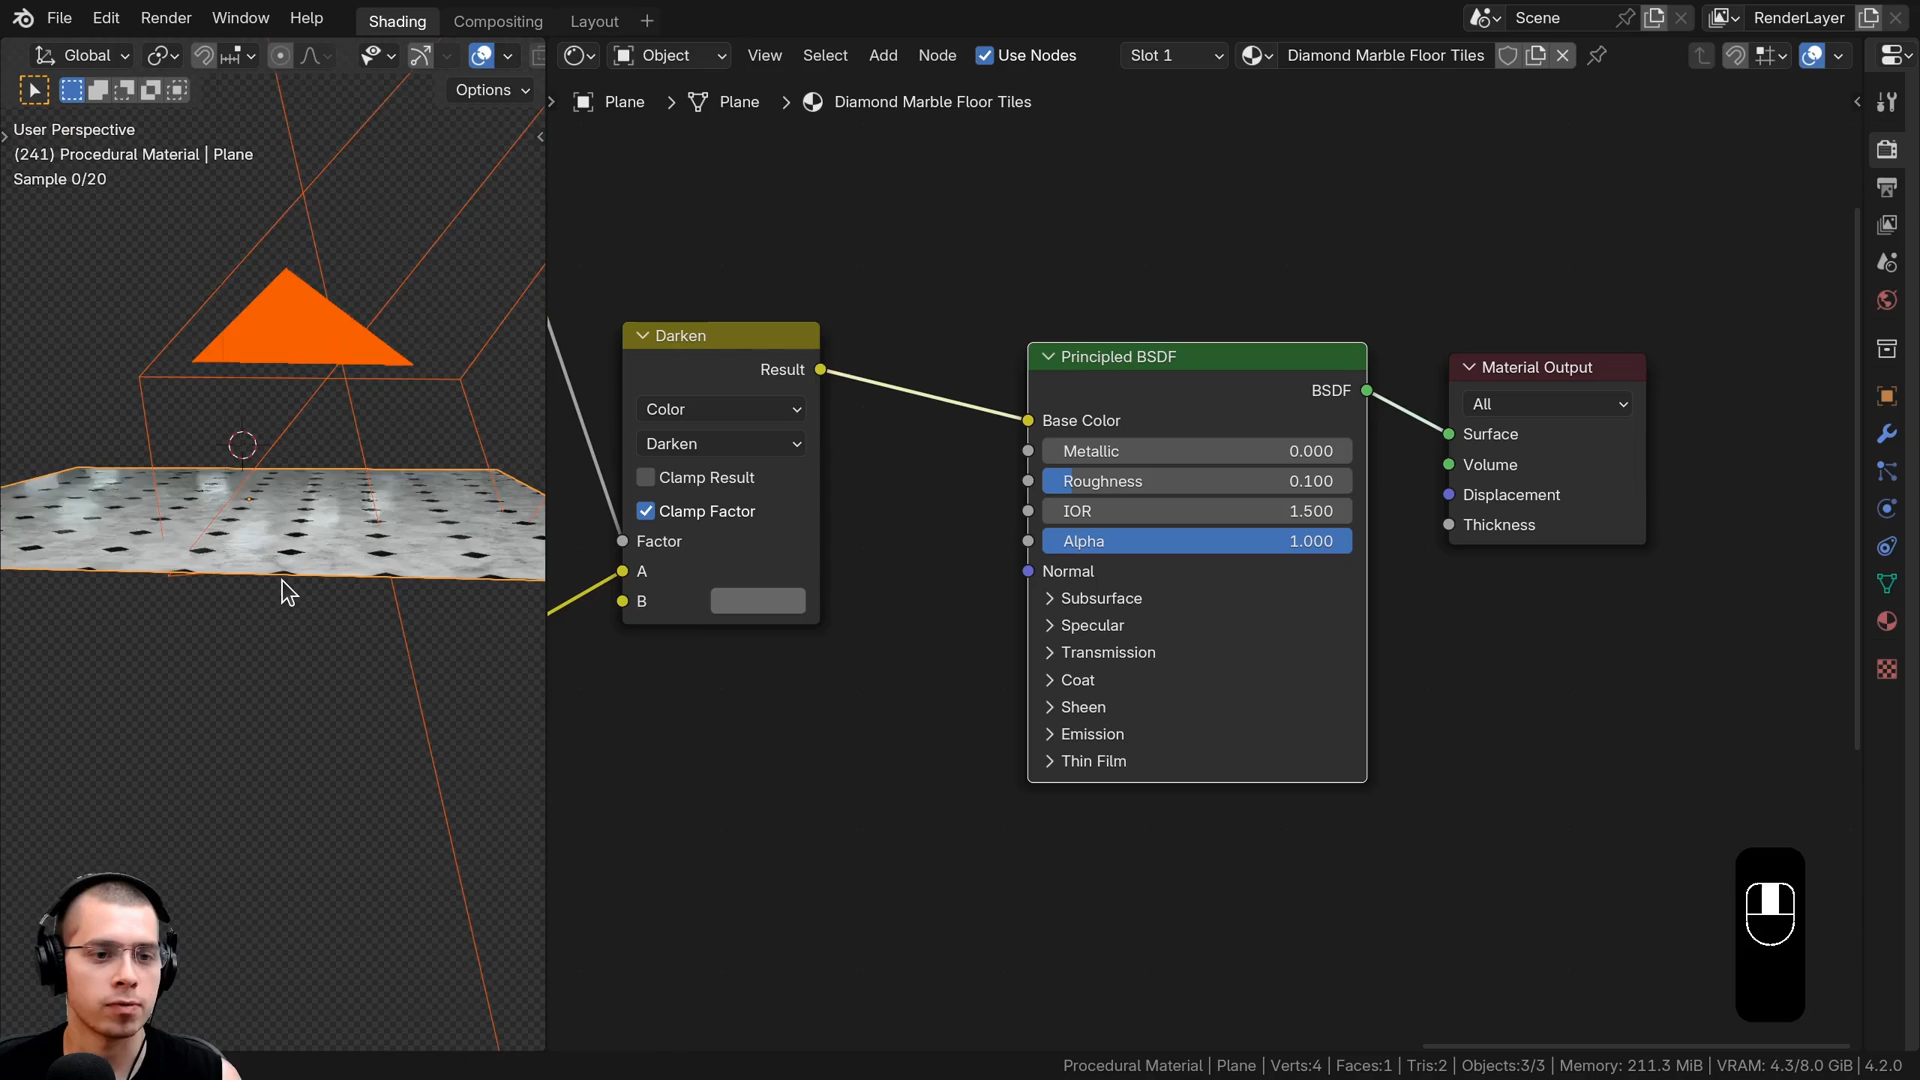 File Edit Render Window Help
Shading Compositing Layout
Scene
RenderLayer
Global
Object
View Select Add Node
Use Nodes
Slot 1
Diamond Marble Floor Tiles
Options
Plane
Plane
Diamond Marble Floor Tiles
User Perspective
(241) Procedural Material | Plane
Sample 0/20
Darken
Result
Color
Darken
Clamp Result
Clamp Factor
Factor
A
B
Principled BSDF
BSDF
Base Color
Metallic 0.000
Roughness 0.100
IOR 1.500
Alpha 1.000
Normal
Subsurface
Specular
Transmission
Coat
Sheen
Emission
Thin Film
Material Output
All
Surface
Volume
Displacement
Thickness
Procedural Material | Plane | Verts:4 | Faces:1 | Tris:2 | Objects:3/3 | Memory: 211.3 MiB | VRAM: 4.3/8.0 GiB | 4.2.0